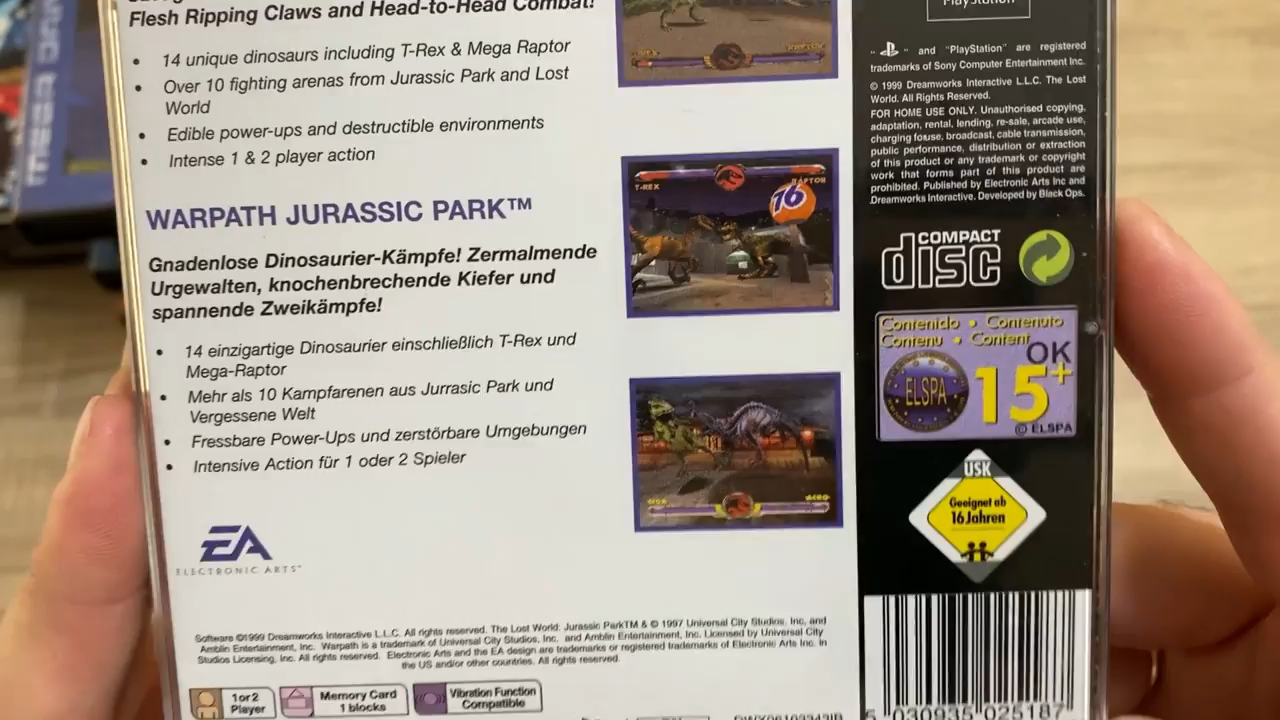 Flesh Ripping Claws and Head-to-Head Combat!
• 14 unique dinosaurs including T-Rex & Mega Raptor
• Over 10 fighting arenas from Jurassic Park and Lost
World
• Edible power-ups and destructible environments
• Intense 1 & 2 player action
WARPATH JURASSIC PARK™
Gnadenlose Dinosaurier-Kämpfe! Zermalmende
Urgewalten, knochenbrechende Kiefer und
spannende Zweikämpfe!
• 14 einzigartige Dinosaurier einschließlich T-Rex und
Mega-Raptor
• Mehr als 10 Kampfarenen aus Jurrasic Park und
Vergessene Welt
• Fressbare Power-Ups und zerstörbare Umgebungen
• Intensive Action für 1 oder 2 Spieler
EA
ELECTRONIC ARTS™
Software ©1999 Dreamworks Interactive L.L.C. All rights reserved. The Lost World: Jurassic ParkTM & © 1997 Universal City Studios, Inc, and
Amblin Entertainment, Inc. Warpath is a trademark of Universal City Studios, Inc. and Amblin Entertainment, Inc. Licensed by Universal City
Studios Licensing, Inc. All rights reserved. Electronic Arts and the EA design are trademarks or registered trademarks of Electronic Arts Inc. in
the US and/or other countries. All rights reserved.
1 or 2
Player
Memory Card
1 blocks
Vibration Function
Compatible
T-REX
RAPTOR
76
ACRO
PlayStation
" " and "PlayStation" are registered
trademarks of Sony Computer Entertainment Inc.
© 1999 Dreamworks Interactive L.L.C. The Lost
World. All Rights Reserved.
FOR HOME USE ONLY. Unauthorised copying,
adaptation, rental, lending, re-sale, arcade use,
charging fouse, broadcast, cable transmission,
public performance, distribution or extraction
of this product or any trademark or copyright
work that forms part of this product are
prohibited. Published by Electronic Arts Inc and
Dreamworks Interactive. Developed by Black Ops.
COMPACT
disc
Contenido • Contenuto
Contenu • Content
OK
ELSPA
15+
© ELSPA
USK
Geeignet ab
16 Jahren
5 030935 025187